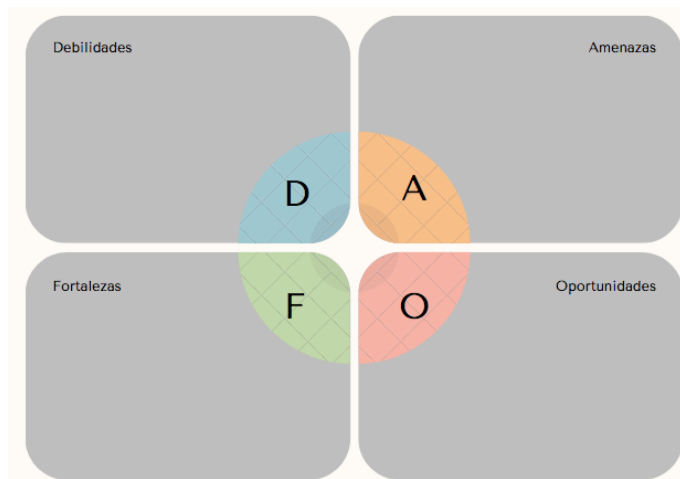 Debilidades
Amenazas
D
A
F
O
Fortalezas
Oportunidades